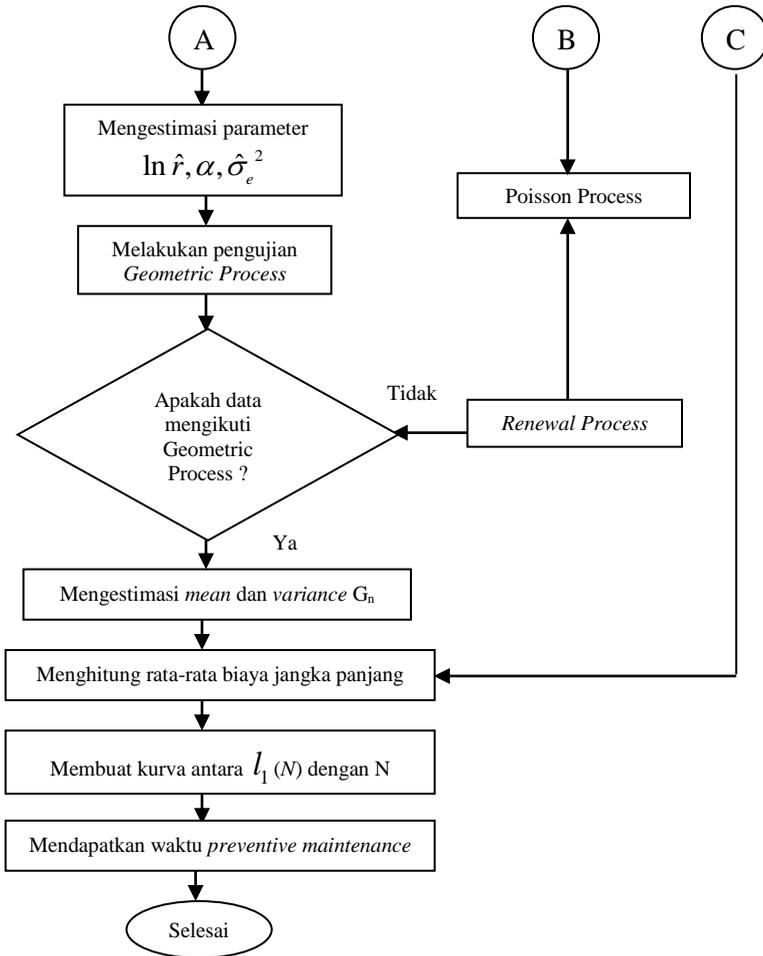 A
B
C
Mengestimasi parameter
ln r̂, α, σ̂ₑ²
Poisson Process
Melakukan pengujian
Geometric Process
Tidak
Apakah data
mengikuti
Geometric
Process ?
Renewal Process
Ya
Mengestimasi mean dan variance Gₙ
Menghitung rata-rata biaya jangka panjang
Membuat kurva antara l₁ (N) dengan N
Mendapatkan waktu preventive maintenance
Selesai